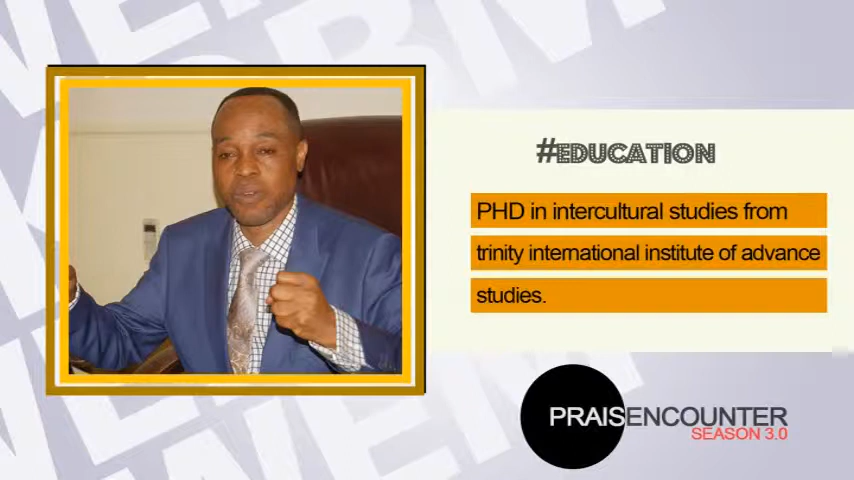 #EDUCATION
PHD in intercultural studies from
trinity international institute of advance
studies.
PRAISENCOUNTER
SEASON 3.0